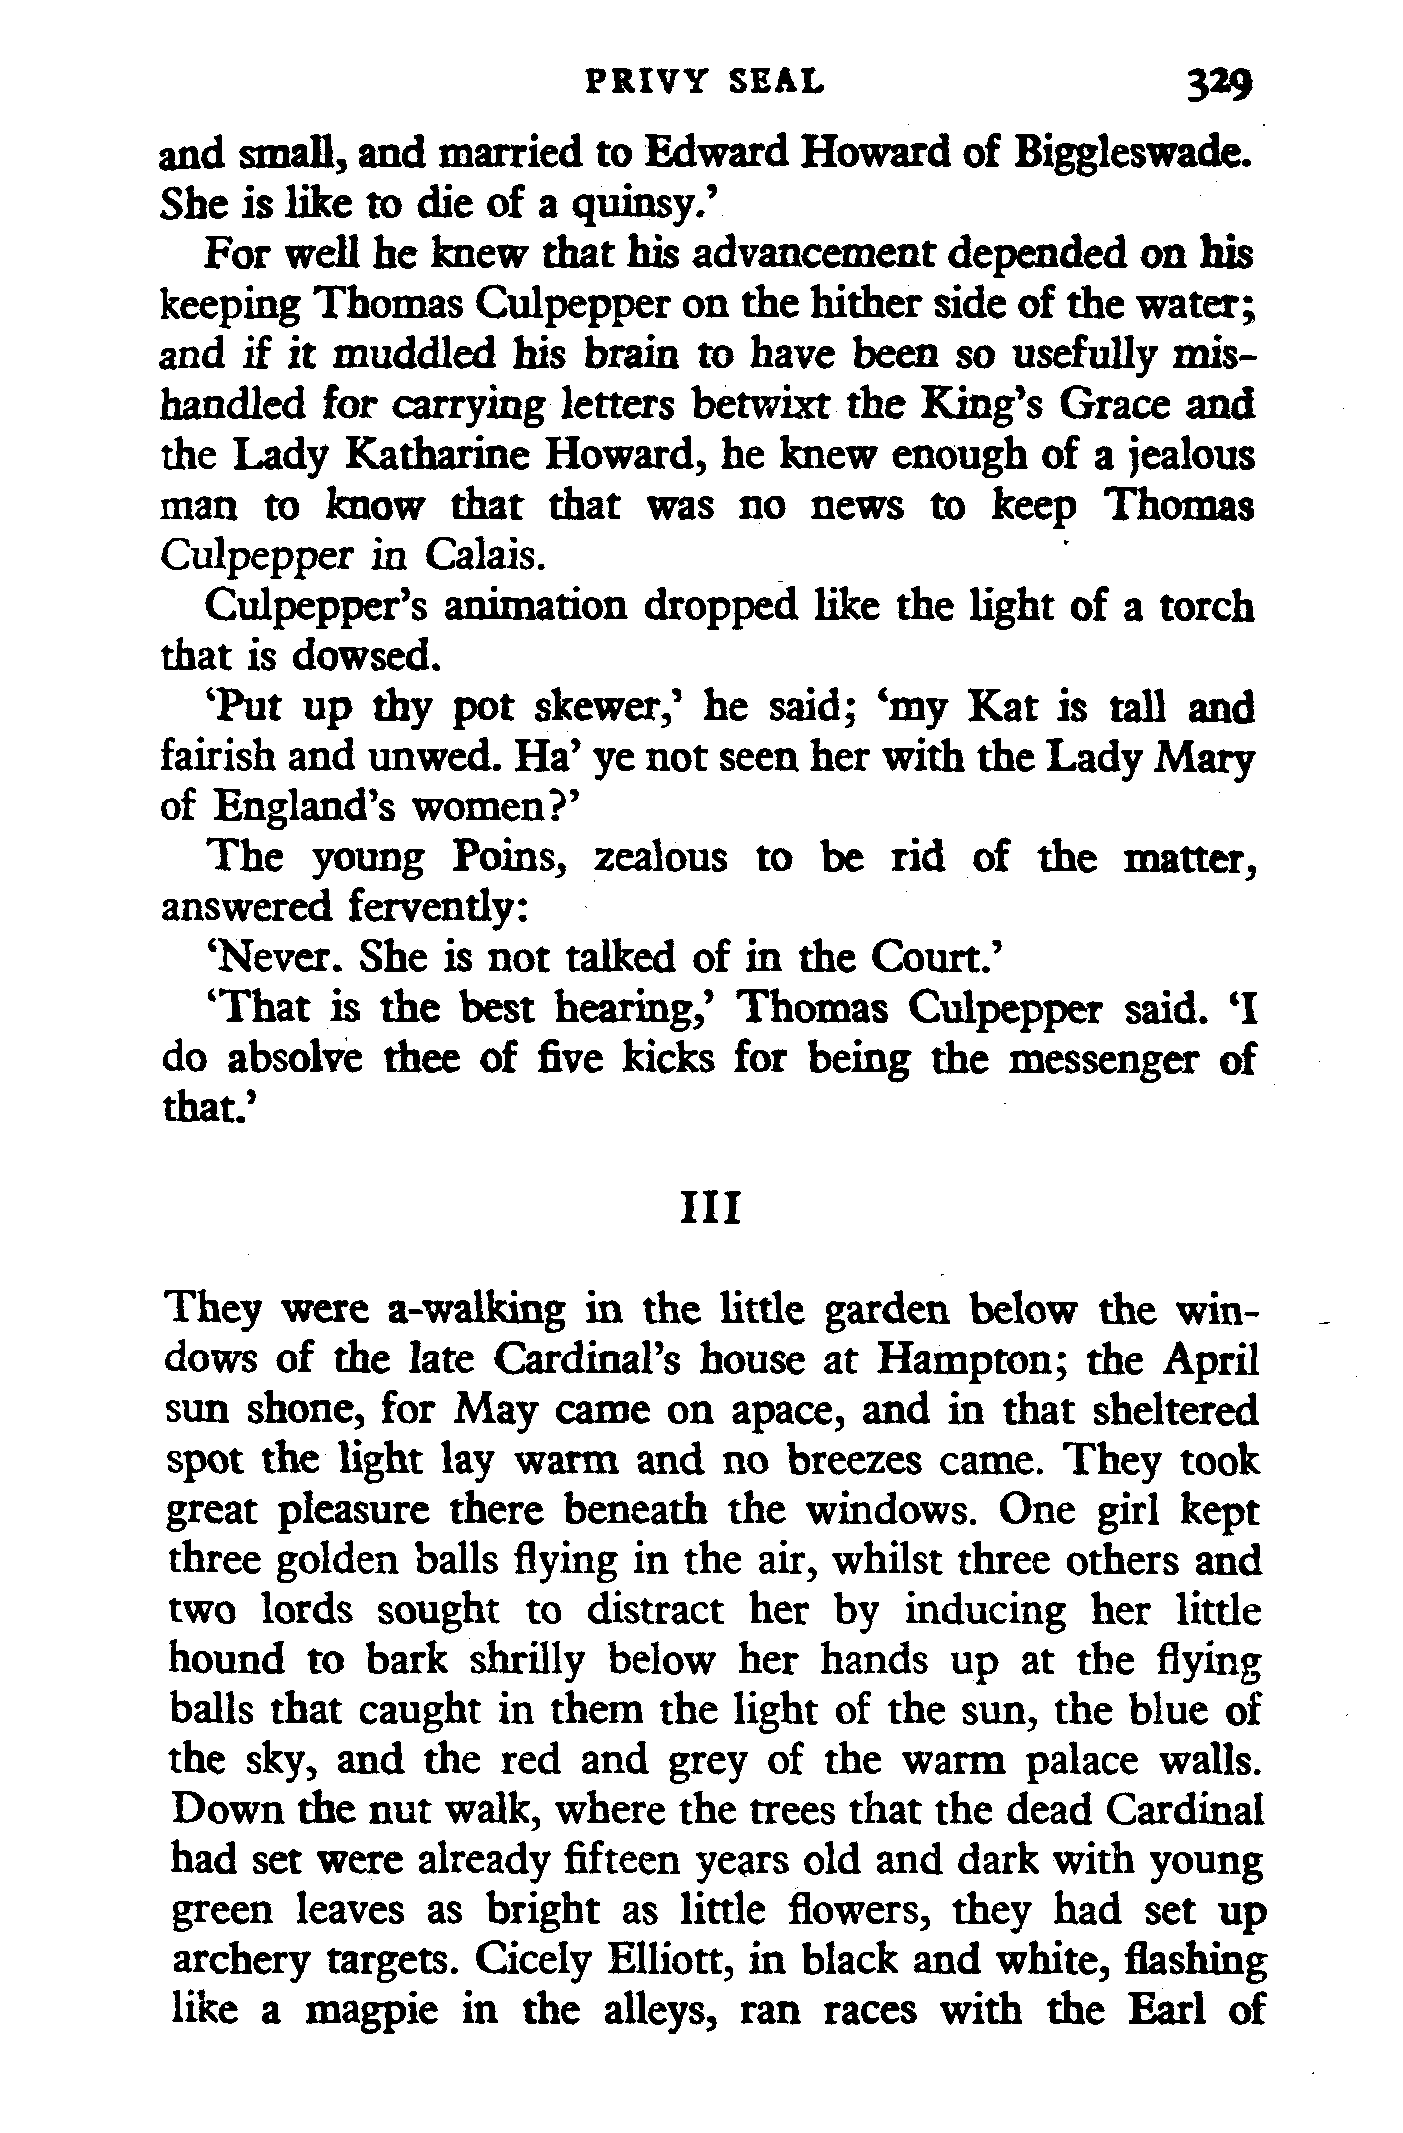 PRIVY SEAL 329
and small, and married to Edward Howard of Biggleswade.
She is like to die of a quinsy.’
For well he knew that his advancement depended on his
keeping Thomas Culpepper on the hither side of the water;
and if it muddled his brain to have been so usefully mis-
handled for carrying letters betwixt the King’s Grace and
the Lady Katharine Howard, he knew enough of a jealous
man to know that that was no news to keep Thomas
Culpepper in Calais.
Culpepper’s animation dropped like the light of a torch
that is dowsed.
‘Put up thy pot skewer,’ he said; ‘my Kat is tall and
fairish and unwed. Ha’ ye not seen her with the Lady Mary
of England’s women?’
The young Poins, zealous to be rid of the matter,
answered fervently:
‘Never. She is not talked of in the Court.’
‘That is the best hearing,’ Thomas Culpepper said. ‘I
do absolve thee of five kicks for being the messenger of
that.’
III
They were a-walking in the little garden below the win-
dows of the late Cardinal’s house at Hampton; the April
sun shone, for May came on apace, and in that sheltered
spot the light lay warm and no breezes came. They took
great pleasure there beneath the windows. One girl kept
three golden balls flying in the air, whilst three others and
two lords sought to distract her by inducing her little
hound to bark shrilly below her hands up at the flying
balls that caught in them the light of the sun, the blue of
the sky, and the red and grey of the warm palace walls.
Down the nut walk, where the trees that the dead Cardinal
had set were already fifteen years old and dark with young
green leaves as bright as little flowers, they had set up
archery targets. Cicely Elliott, in black and white, flashing
like a magpie in the alleys, ran races with the Earl of